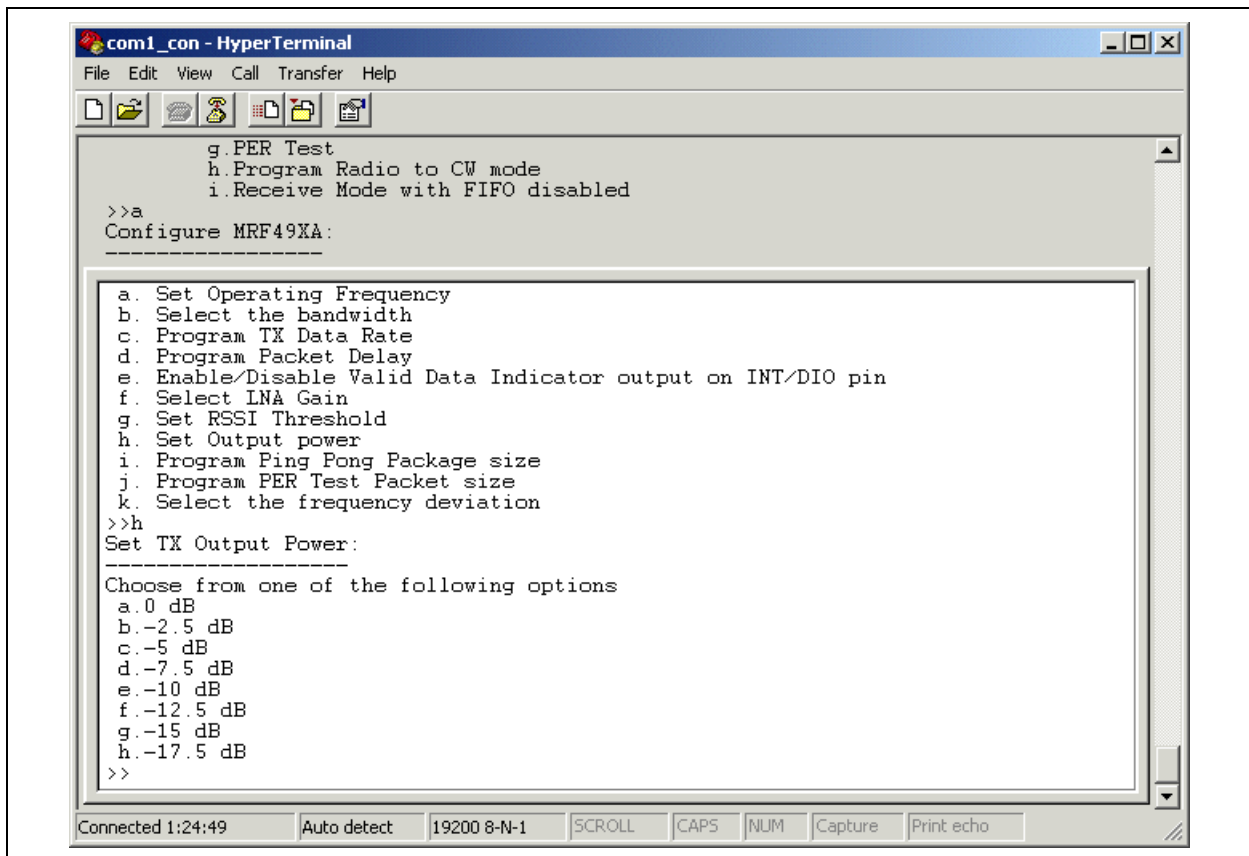 com1_con - HyperTerminal
File Edit View Call Transfer Help
g.PER Test
h.Program Radio to CW mode
i.Receive Mode with FIFO disabled
>>a
Configure MRF49XA:
-----------------
a. Set Operating Frequency
b. Select the bandwidth
c. Program TX Data Rate
d. Program Packet Delay
e. Enable/Disable Valid Data Indicator output on INT/DIO pin
f. Select LNA Gain
g. Set RSSI Threshold
h. Set Output power
i. Program Ping Pong Package size
j. Program PER Test Packet size
k. Select the frequency deviation
>>h
Set TX Output Power:
-------------------
Choose from one of the following options
a.0 dB
b.-2.5 dB
c.-5 dB
d.-7.5 dB
e.-10 dB
f.-12.5 dB
g.-15 dB
h.-17.5 dB
>>
Connected 1:24:49 Auto detect 19200 8-N-1 SCROLL CAPS NUM Capture Print echo